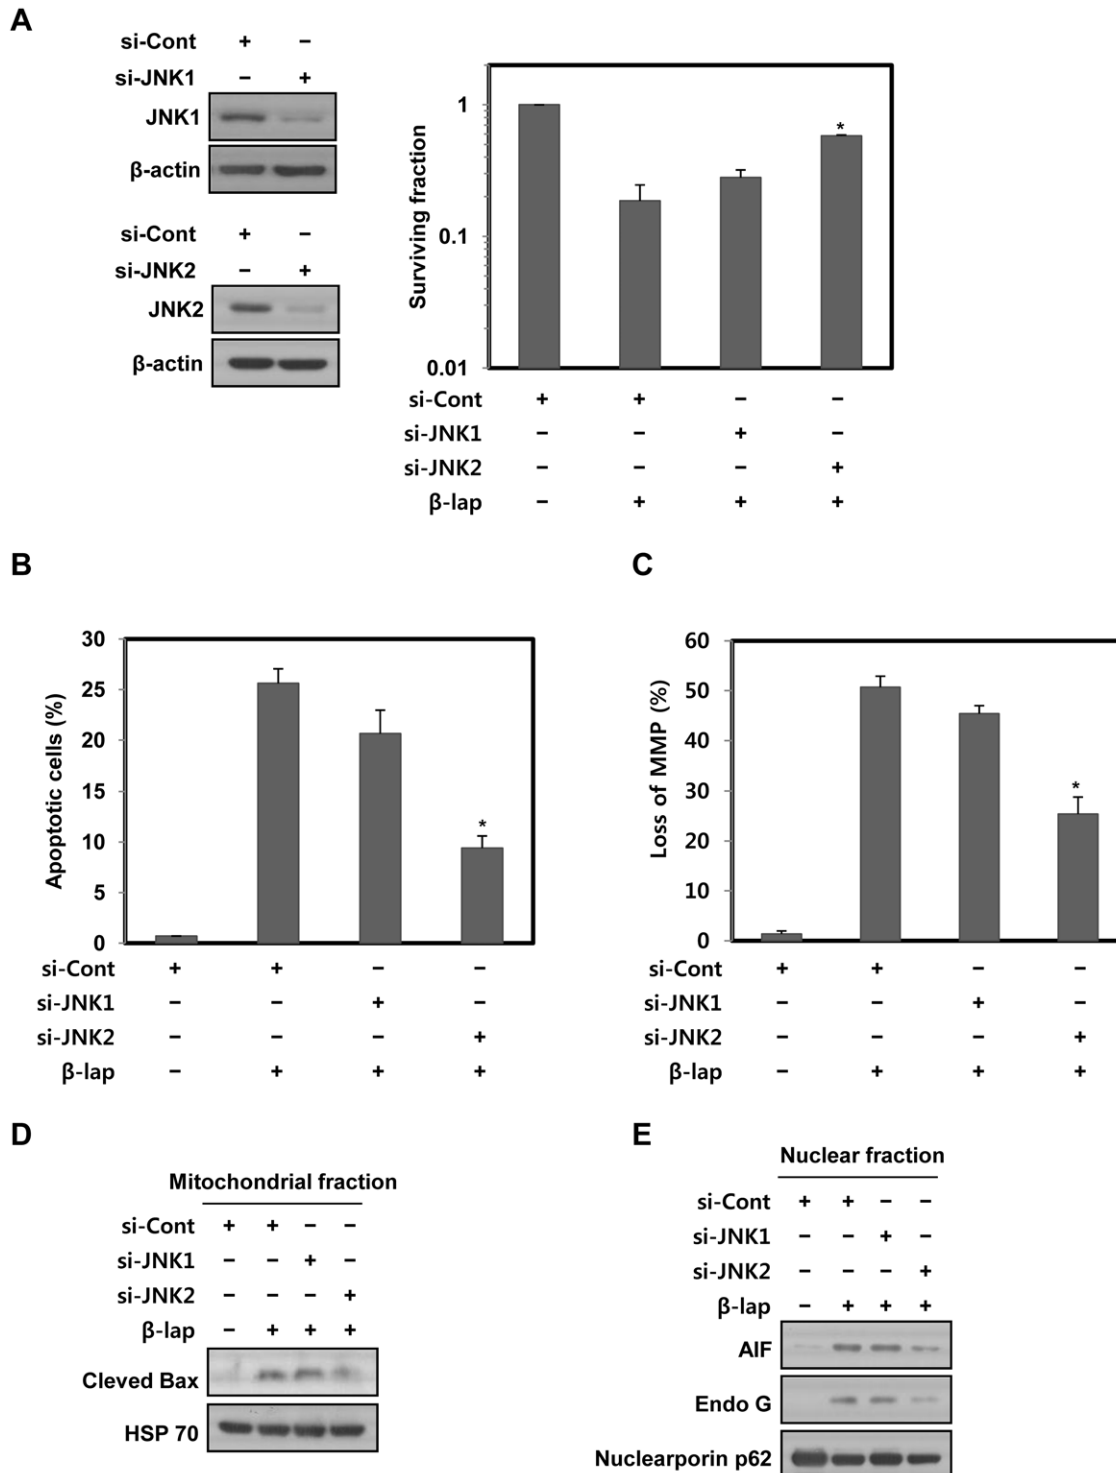 A
si-Cont + −
si-JNK1 − +
JNK1
β-actin
si-Cont + −
si-JNK2 − +
JNK2
β-actin
Surviving fraction
1
0.1
0.01
*
si-Cont + + − −
si-JNK1 − − + −
si-JNK2 − − − +
β-lap − + + +
B
Apoptotic cells (%)
30
25
20
15
10
5
0
*
si-Cont + + − −
si-JNK1 − − + −
si-JNK2 − − − +
β-lap − + + +
C
Loss of MMP (%)
60
50
40
30
20
10
0
*
si-Cont + + − −
si-JNK1 − − + −
si-JNK2 − − − +
β-lap − + + +
D
Mitochondrial fraction
si-Cont + + − −
si-JNK1 − − + −
si-JNK2 − − − +
β-lap − + + +
Cleved Bax
HSP 70
E
Nuclear fraction
si-Cont + + − −
si-JNK1 − − + −
si-JNK2 − − − +
β-lap − + + +
AIF
Endo G
Nuclearporin p62